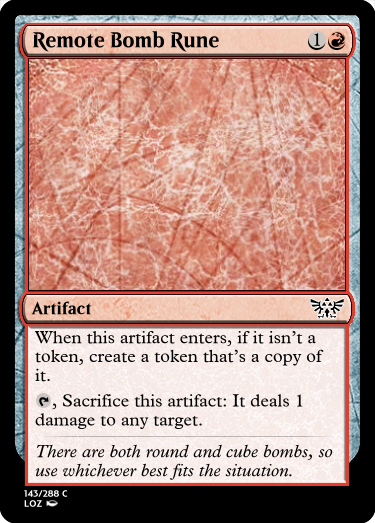 Remote Bomb Rune 1
Artifact
When this artifact enters, if it isn't a
token, create a token that's a copy of
it.
, Sacrifice this artifact: It deals 1
damage to any target.
There are both round and cube bombs, so
use whichever best fits the situation.
143/288 C
LOZ